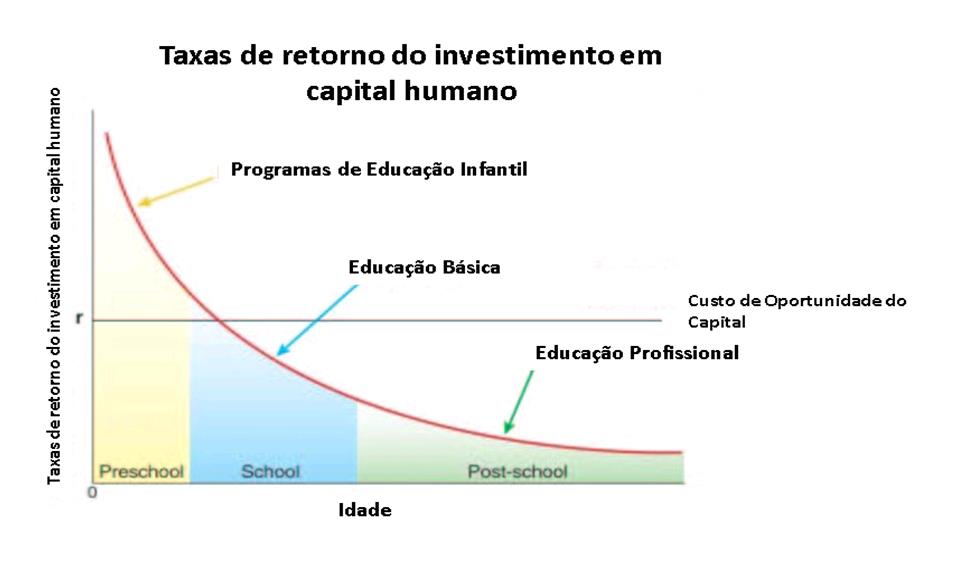 Taxas de retorno do investimento em
capital humano
Taxas de retorno do investimento em capital humano
Programas de Educação Infantil
Educação Básica
Custo de Oportunidade do
Capital
r
Educação Profissional
Preschool
School
Post-school
0
Idade